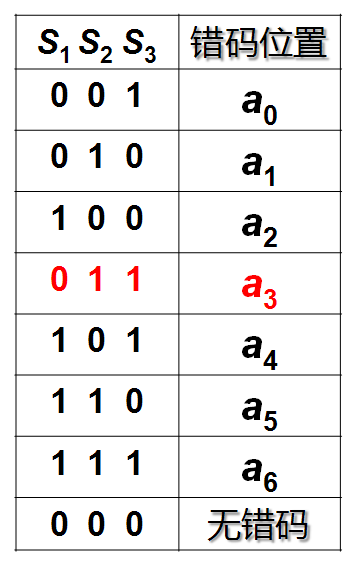 S₁ S₂ S₃ 错码位置
0 0 1 a₀
0 1 0 a₁
1 0 0 a₂
0 1 1 a₃
1 0 1 a₄
1 1 0 a₅
1 1 1 a₆
0 0 0 无错码